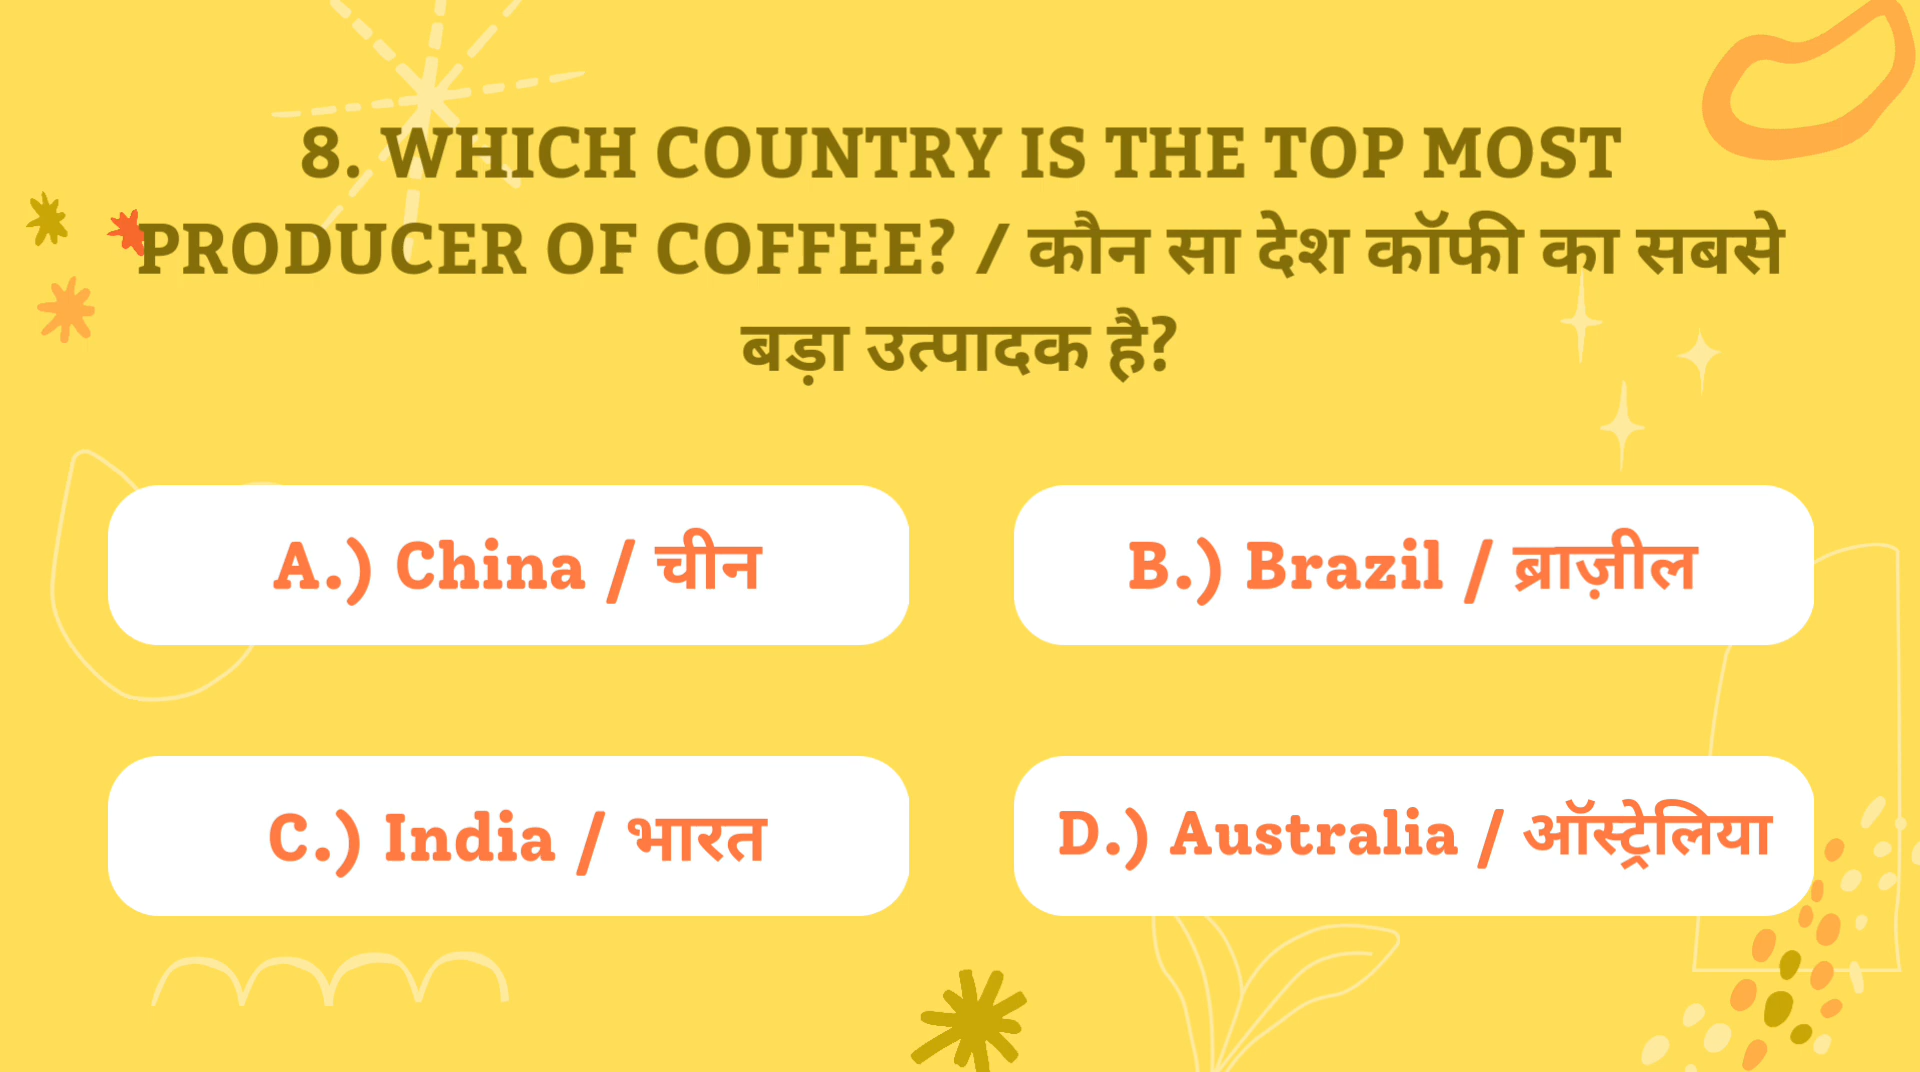 8. WHICH COUNTRY IS THE TOP MOST
PRODUCER OF COFFEE? / कौन सा देश कॉफी का सबसे
बड़ा उत्पादक है?
A.) China / चीन
B.) Brazil / ब्राज़ील
C.) India / भारत
D.) Australia / ऑस्ट्रेलिया